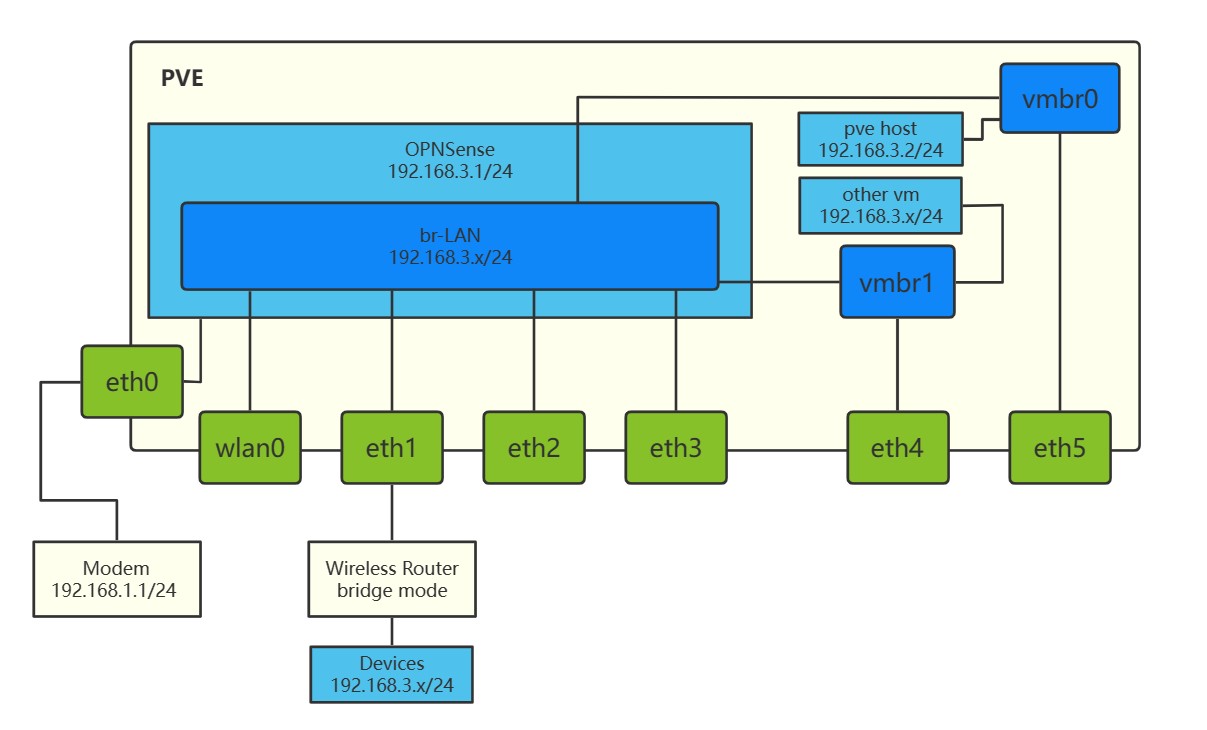 PVE
vmbr0
pve host
192.168.3.2/24
OPNSense
192.168.3.1/24
other vm
192.168.3.x/24
br-LAN
192.168.3.x/24
vmbr1
eth0
wlan0
eth1
eth2
eth3
eth4
eth5
Modem
192.168.1.1/24
Wireless Router
bridge mode
Devices
192.168.3.x/24